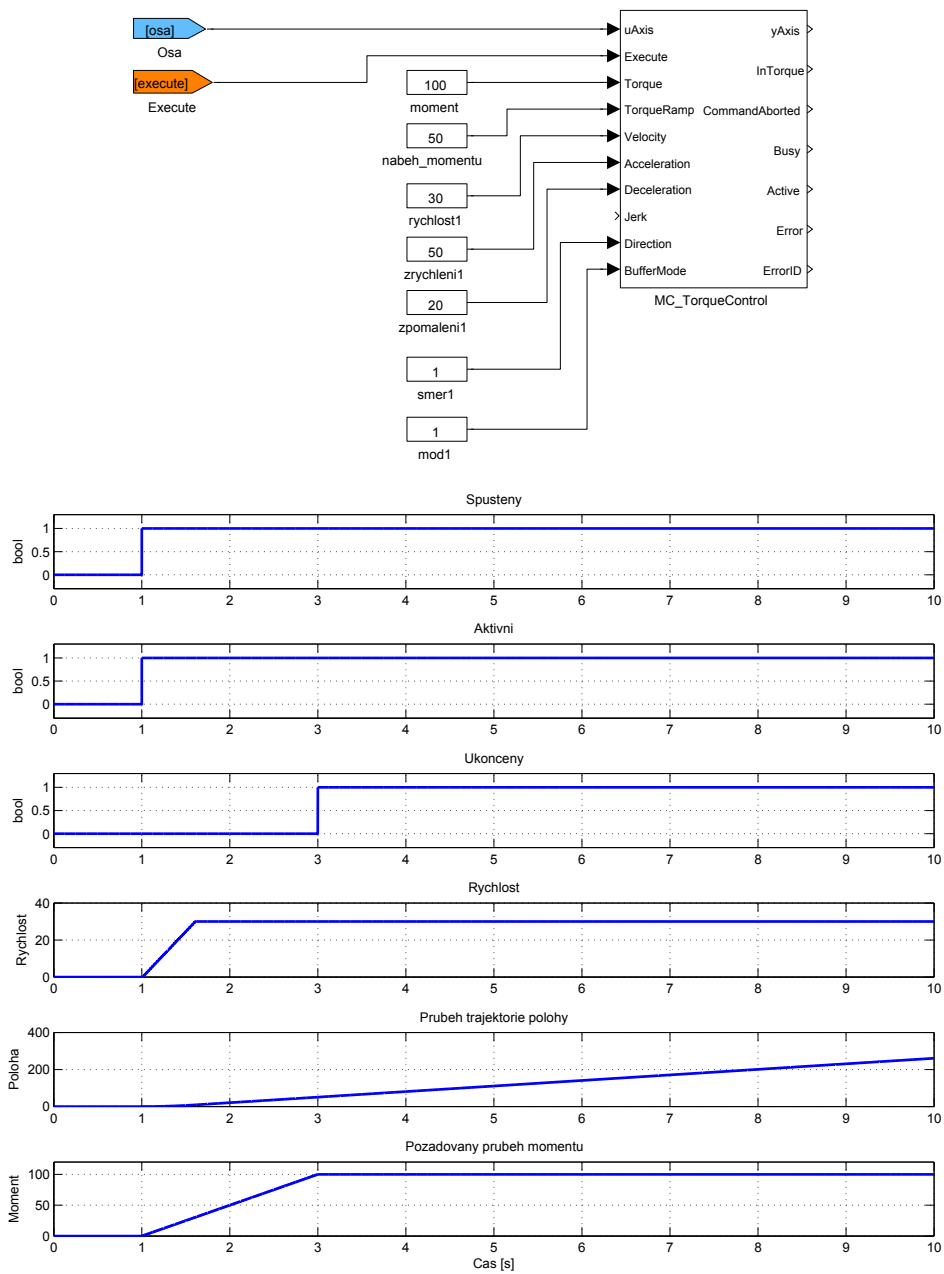 [osa]
Osa
[execute]
Execute
100
moment
50
nabeh_momentu
30
rychlost1
50
zrychleni1
20
zpomaleni1
1
smer1
1
mod1
uAxis
Execute
Torque
TorqueRamp
Velocity
Acceleration
Deceleration
Jerk
Direction
BufferMode
yAxis
InTorque
CommandAborted
Busy
Active
Error
ErrorID
MC_TorqueControl
Spusteny
bool
1
0.5
0
0 1 2 3 4 5 6 7 8 9 10
Aktivni
bool
1
0.5
0
0 1 2 3 4 5 6 7 8 9 10
Ukonceny
bool
1
0.5
0
0 1 2 3 4 5 6 7 8 9 10
Rychlost
Rychlost
40
20
0
0 1 2 3 4 5 6 7 8 9 10
Prubeh trajektorie polohy
Poloha
400
200
0
0 1 2 3 4 5 6 7 8 9 10
Pozadovany prubeh momentu
Moment
100
50
0
0 1 2 3 4 5 6 7 8 9 10
Cas [s]